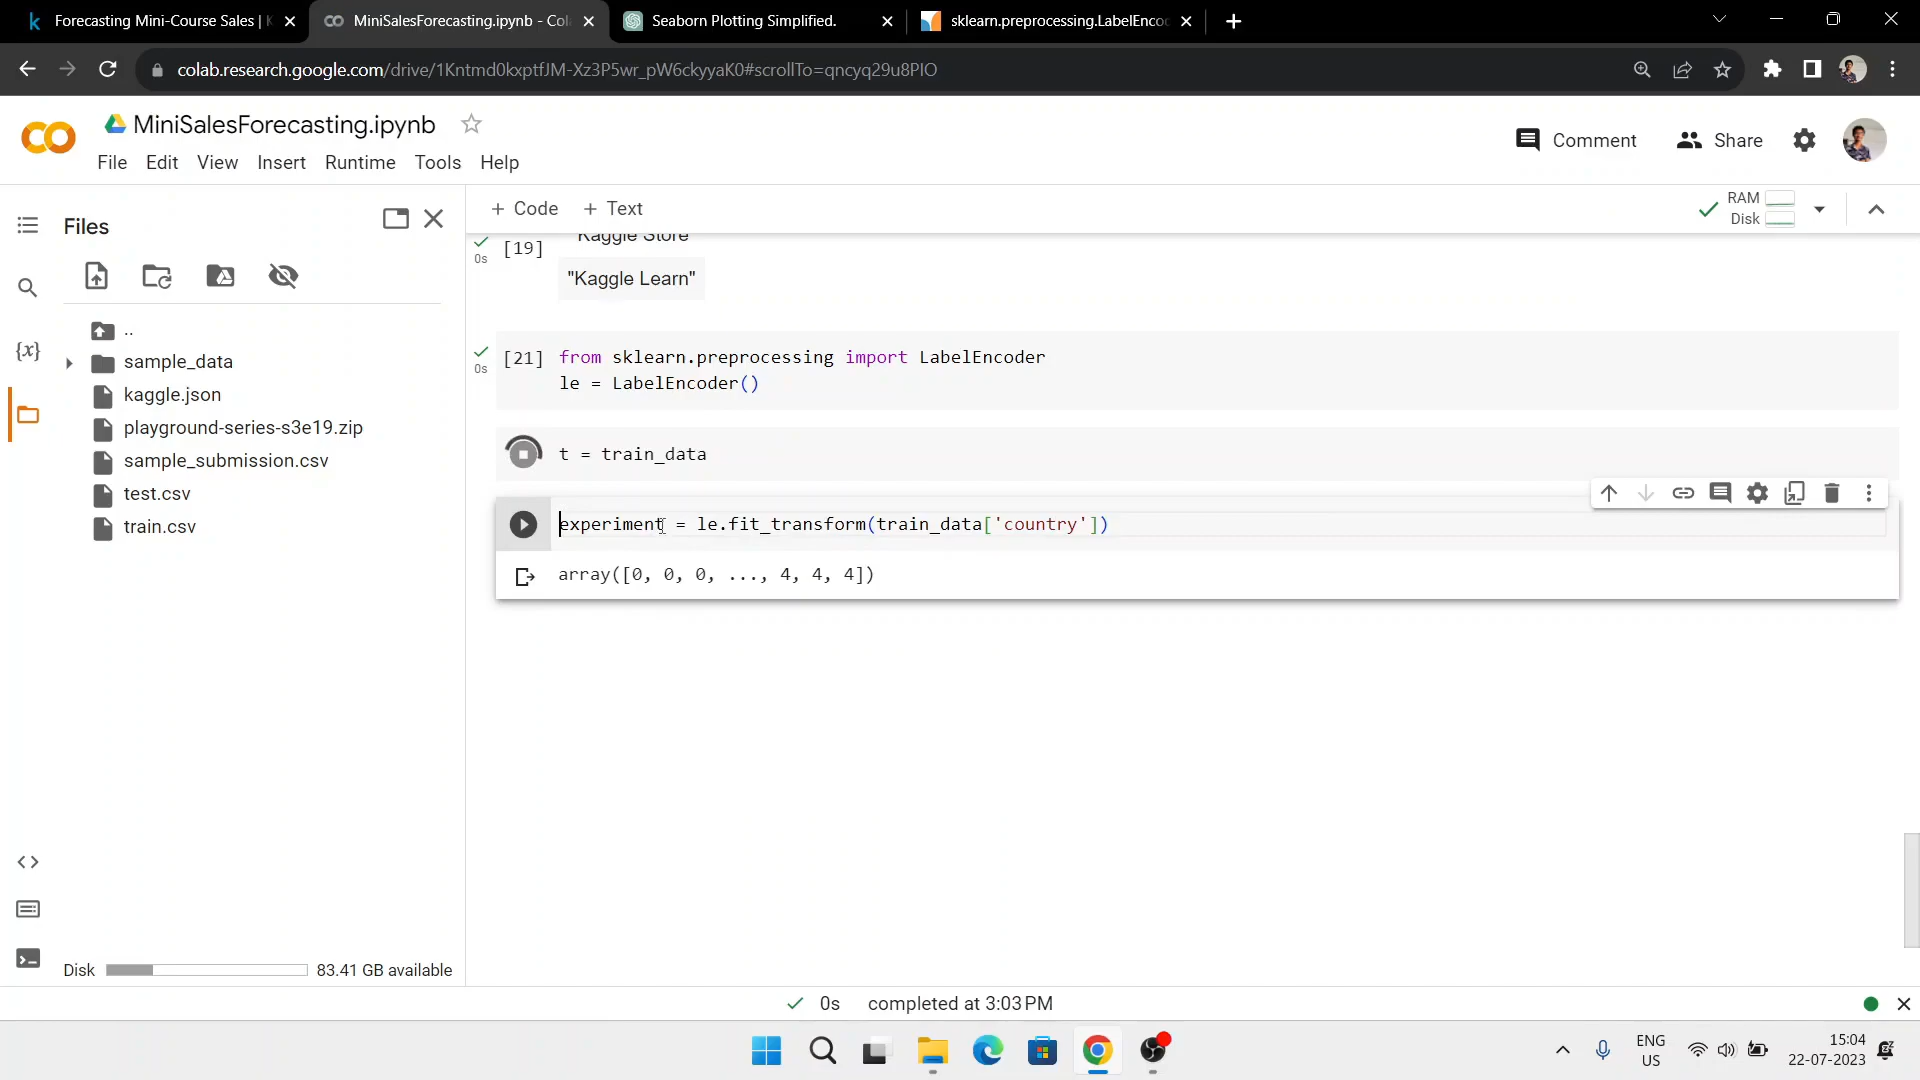 Forecasting Mini-Course Sales |
MiniSalesForecasting.ipynb - Col
Seaborn Plotting Simplified.
sklearn.preprocessing.LabelEnco
colab.research.google.com/drive/1Kntmd0kxptfJM-Xz3P5wr_pW6ckyyaK0#scrollTo=qncyq29u8PIO
MiniSalesForecasting.ipynb
Comment
Share
File Edit View Insert Runtime Tools Help
Files
+ Code + Text
RAM
Disk
..
sample_data
kaggle.json
playground-series-s3e19.zip
sample_submission.csv
test.csv
train.csv
Disk
83.41 GB available
{x}
0s
[19]
"Kaggle Store"
"Kaggle Learn"
0s
[21]
from sklearn.preprocessing import LabelEncoder
le = LabelEncoder()
t = train_data
experiment = le.fit_transform(train_data['country'])
array([0, 0, 0, ..., 4, 4, 4])
0s completed at 3:03 PM
ENG
US
15:04
22-07-2023